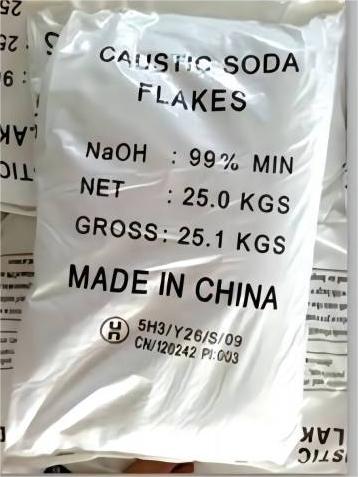 CAUSTIC SODA
FLAKES
NaOH : 99% MIN
NET : 25.0 KGS
GROSS: 25.1 KGS
MADE IN CHINA
5H3/Y26/S/09
CN/120242 PI:003